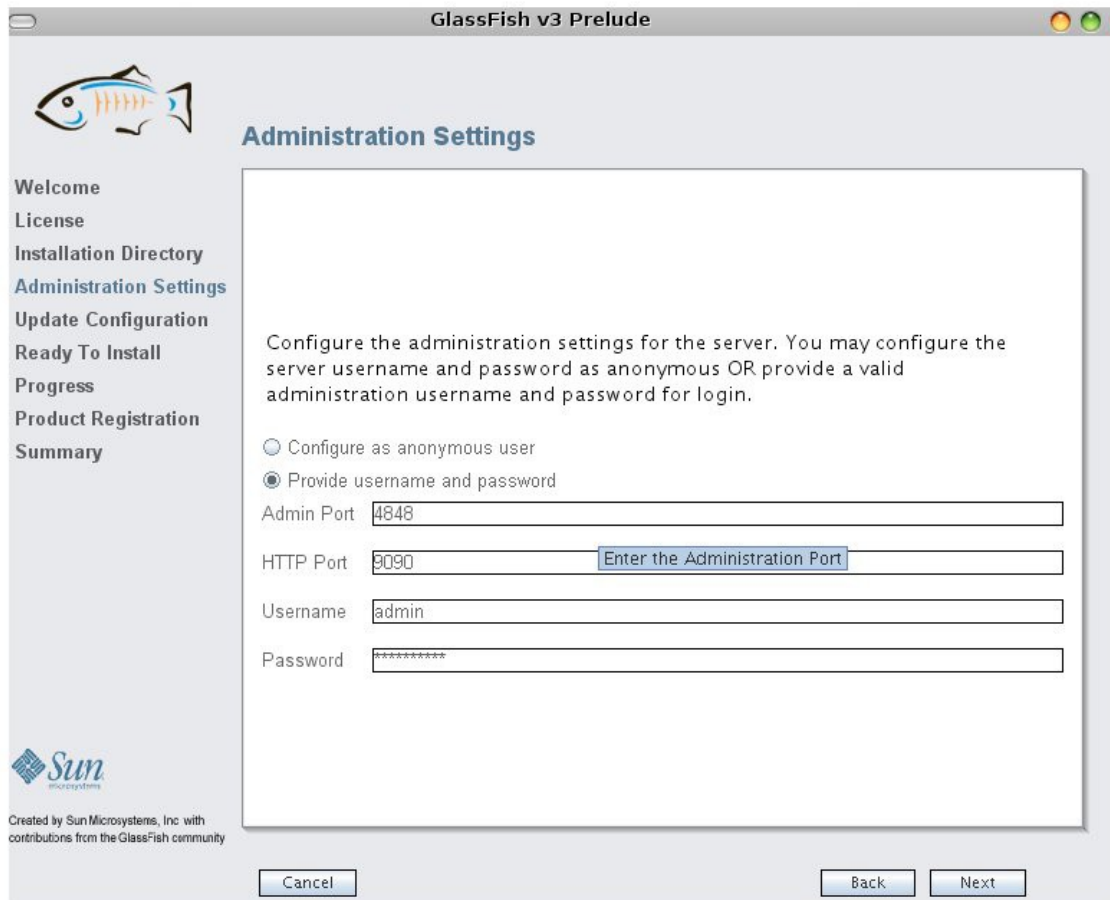 GlassFish v3 Prelude
Administration Settings
Welcome
License
Installation Directory
Administration Settings
Update Configuration
Ready To Install
Progress
Product Registration
Summary
Configure the administration settings for the server. You may configure the
server username and password as anonymous OR provide a valid
administration username and password for login.
Configure as anonymous user
Provide username and password
Admin Port 4848
HTTP Port 9090 Enter the Administration Port
Username admin
Password **********
Sun
microsystems
Created by Sun Microsystems, Inc with
contributions from the GlassFish community
Cancel Back Next